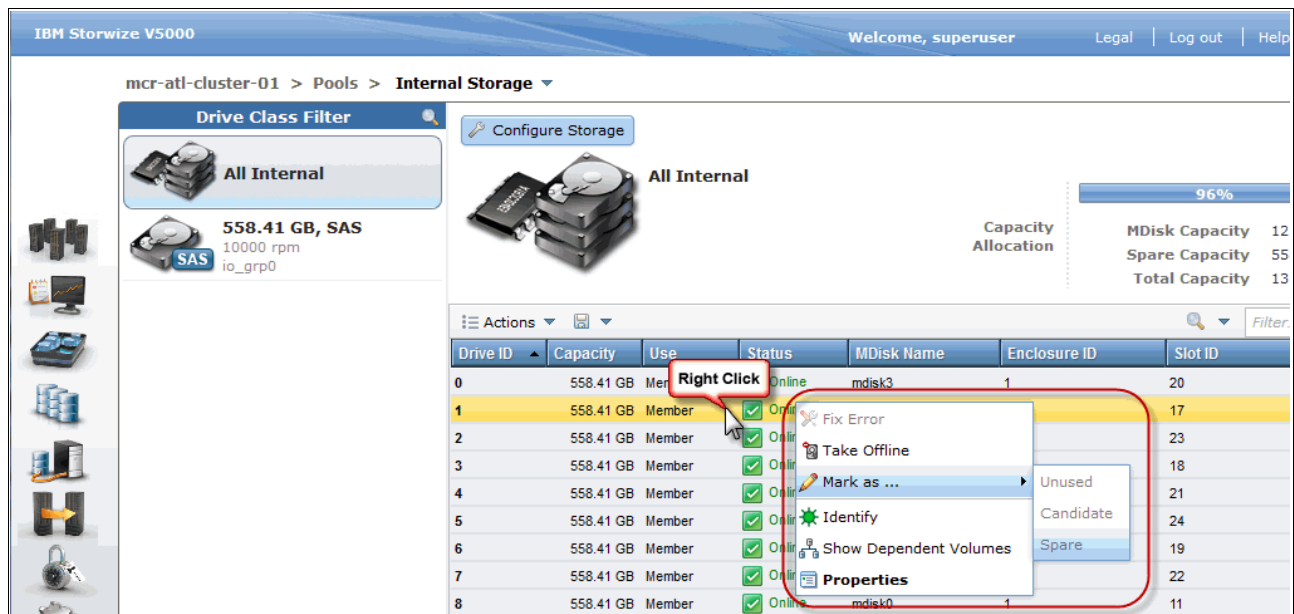 IBM Storwize V5000
Welcome, superuser
Legal | Log out | Help
mcr-atl-cluster-01 > Pools > Internal Storage
Drive Class Filter
All Internal
558.41 GB, SAS
10000 rpm
io_grp0
SAS
Configure Storage
All Internal
Capacity Allocation
96%
MDisk Capacity 12
Spare Capacity 55
Total Capacity 13
Actions
Filter
Drive ID Capacity Use Status MDisk Name Enclosure ID Slot ID
0 558.41 GB Online mdisk3 1 20
Right Click
1 558.41 GB Member 17
2 558.41 GB Member 23
3 558.41 GB Member 18
4 558.41 GB Member 21
5 558.41 GB Member 24
6 558.41 GB Member 19
7 558.41 GB Member 22
8 558.41 GB Member Online mdisk0 1 11
Fix Error
Take Offline
Mark as ...
Identify
Show Dependent Volumes
Properties
Unused
Candidate
Spare